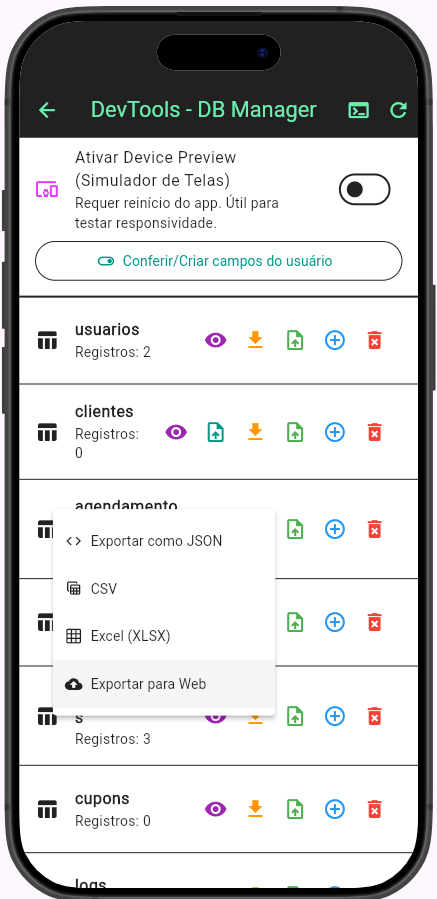 DevTools - DB Manager
Ativar Device Preview
(Simulador de Telas)
Requer reinício do app. Útil para
testar responsividade.
Conferir/Criar campos do usuário
usuarios
Registros: 2
clientes
Registros:
0
agendamento
Exportar como JSON
CSV
Excel (XLSX)
Exportar para Web
s
Registros: 3
cupons
Registros: 0
logs